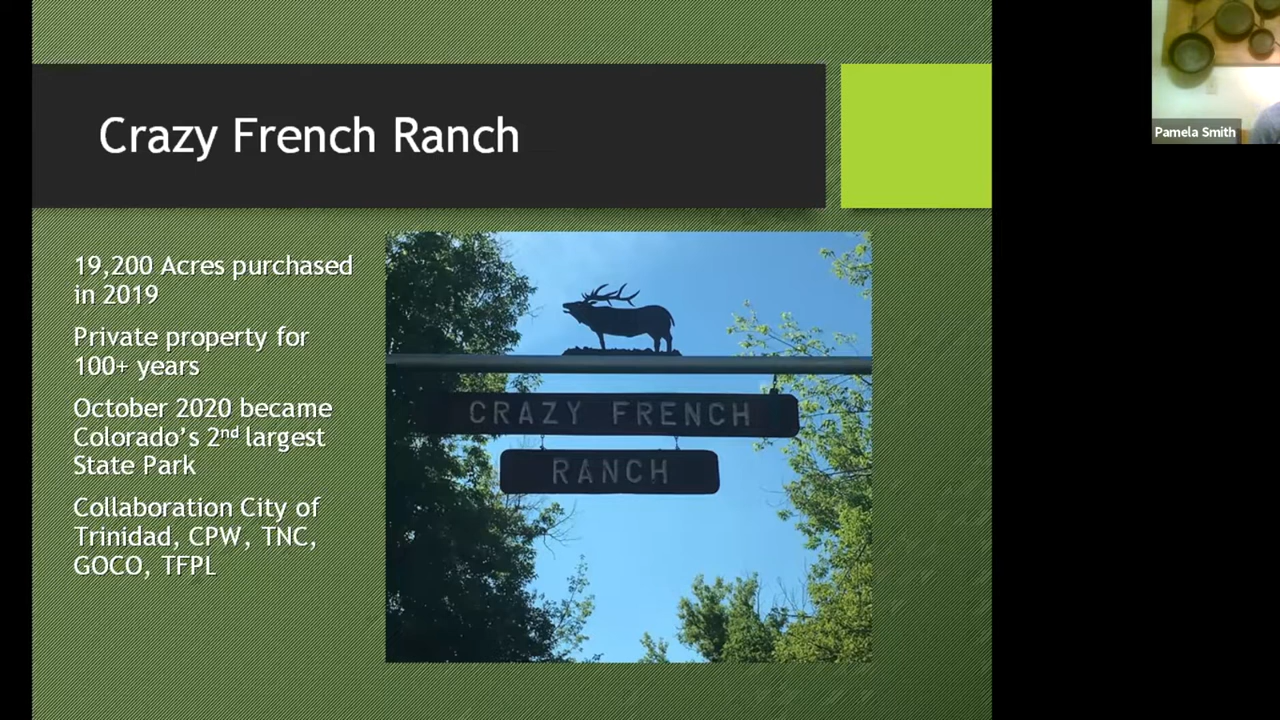 Crazy French Ranch
Pamela Smith
19,200 Acres purchased
in 2019
Private property for
100+ years
October 2020 became
Colorado's 2nd largest
State Park
Collaboration City of
Trinidad, CPW, TNC,
GOCO, TFPL
CRAZY FRENCH
RANCH